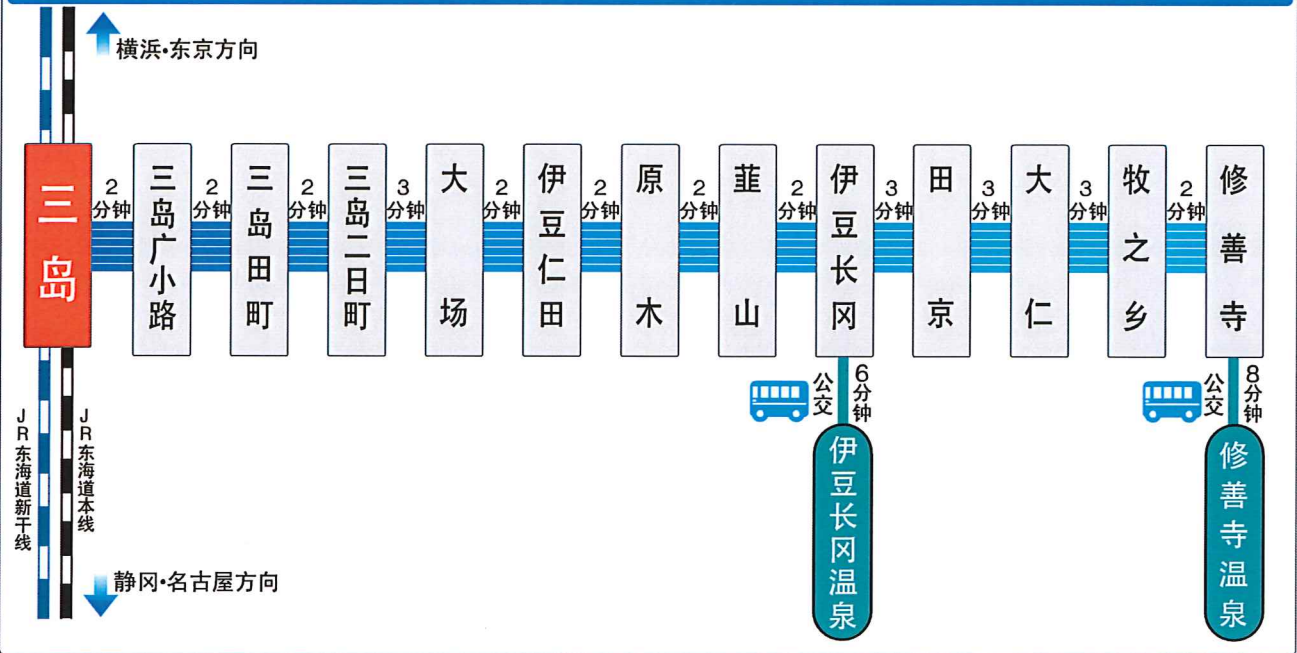 横浜•东京方向
三岛
2分钟
三岛广小路
2分钟
三岛田町
2分钟
三岛二日町
3分钟
大场
2分钟
伊豆仁田
2分钟
原木
2分钟
韮山
2分钟
伊豆长冈
3分钟
田京
3分钟
大仁
3分钟
牧之乡
2分钟
修善寺
公交
6分钟
伊豆长冈温泉
公交
8分钟
修善寺温泉
JR东海道新干线
JR东海道本线
静冈•名古屋方向